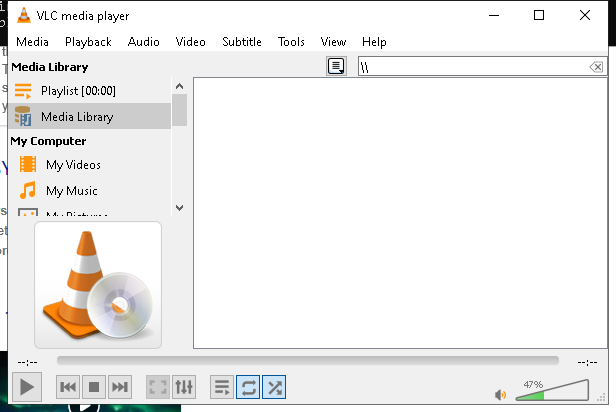 VLC media player
Media Playback Audio Video Subtitle Tools View Help
Media Library
\\
Playlist [00:00]
Media Library
My Computer
My Videos
My Music
My Pictures
--:-- --:--
47%